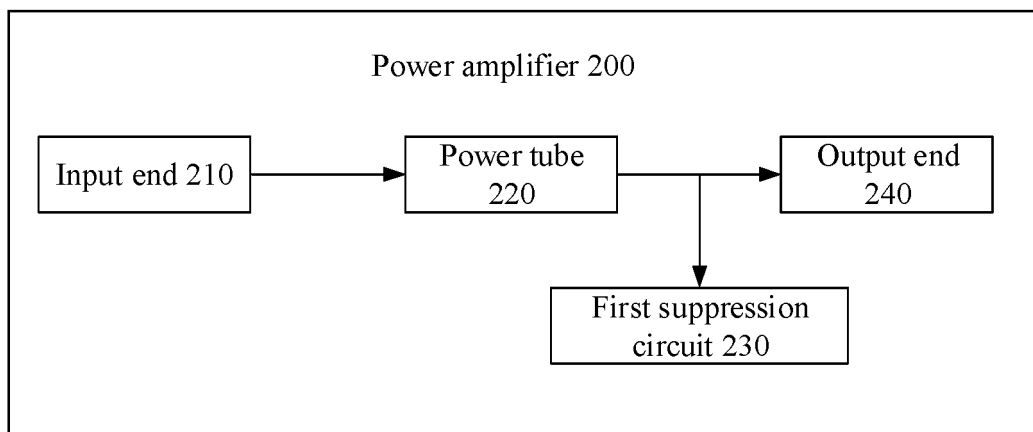 Power amplifier 200
Input end 210
Power tube
220
Output end
240
First suppression
circuit 230